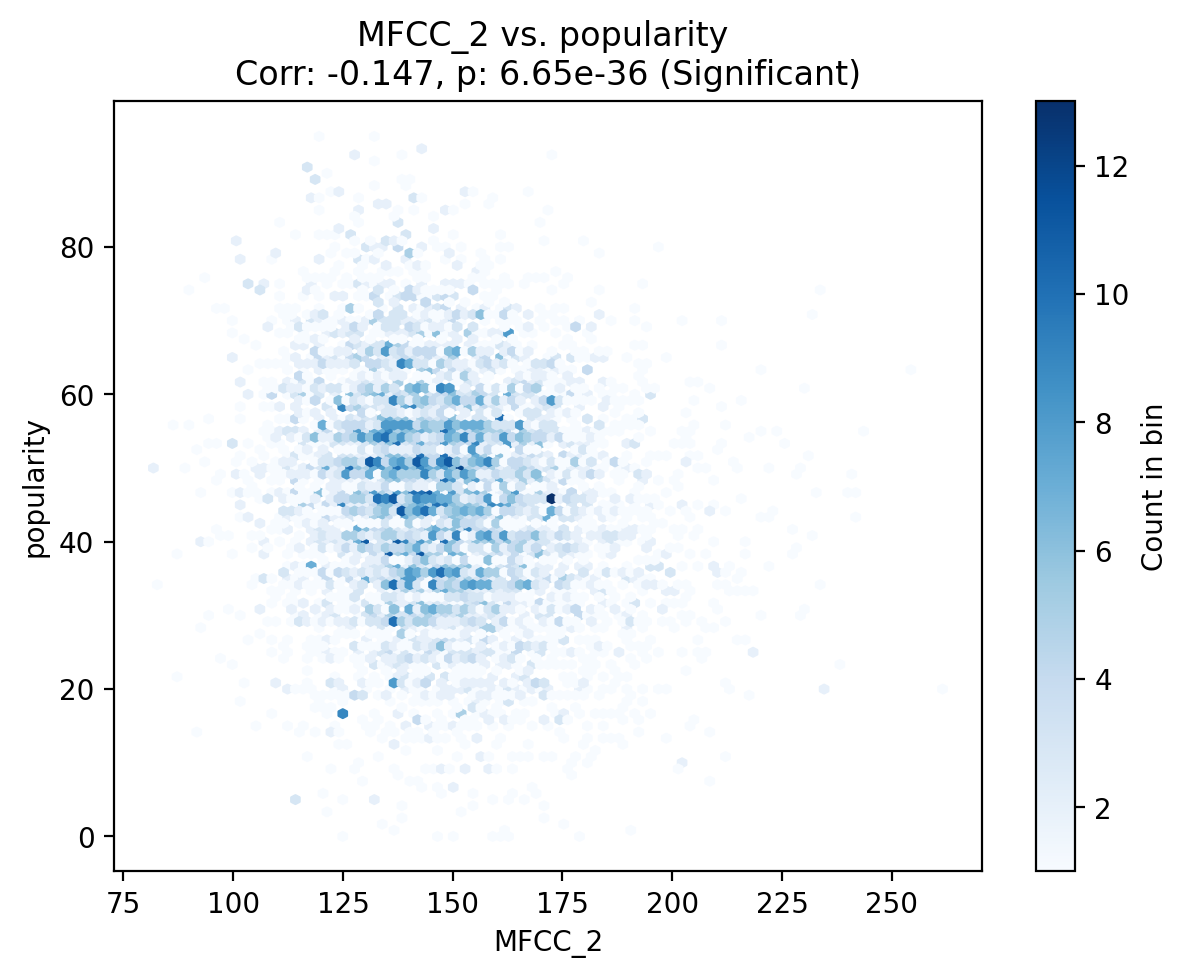 MFCC_2 vs. popularity
Corr: -0.147, p: 6.65e-36 (Significant)
popularity
80
60
40
20
0
75 100 125 150 175 200 225 250
MFCC_2
12
10
8
6
4
2
Count in bin